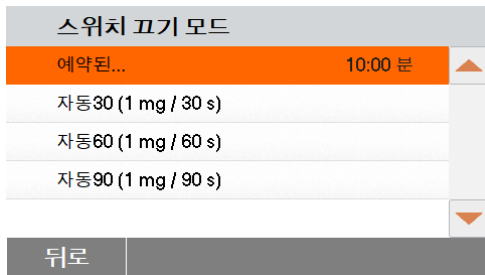 스위치 끄기 모드
예약된... 10:00 분
자동30 (1 mg / 30 s)
자동60 (1 mg / 60 s)
자동90 (1 mg / 90 s)
뒤로